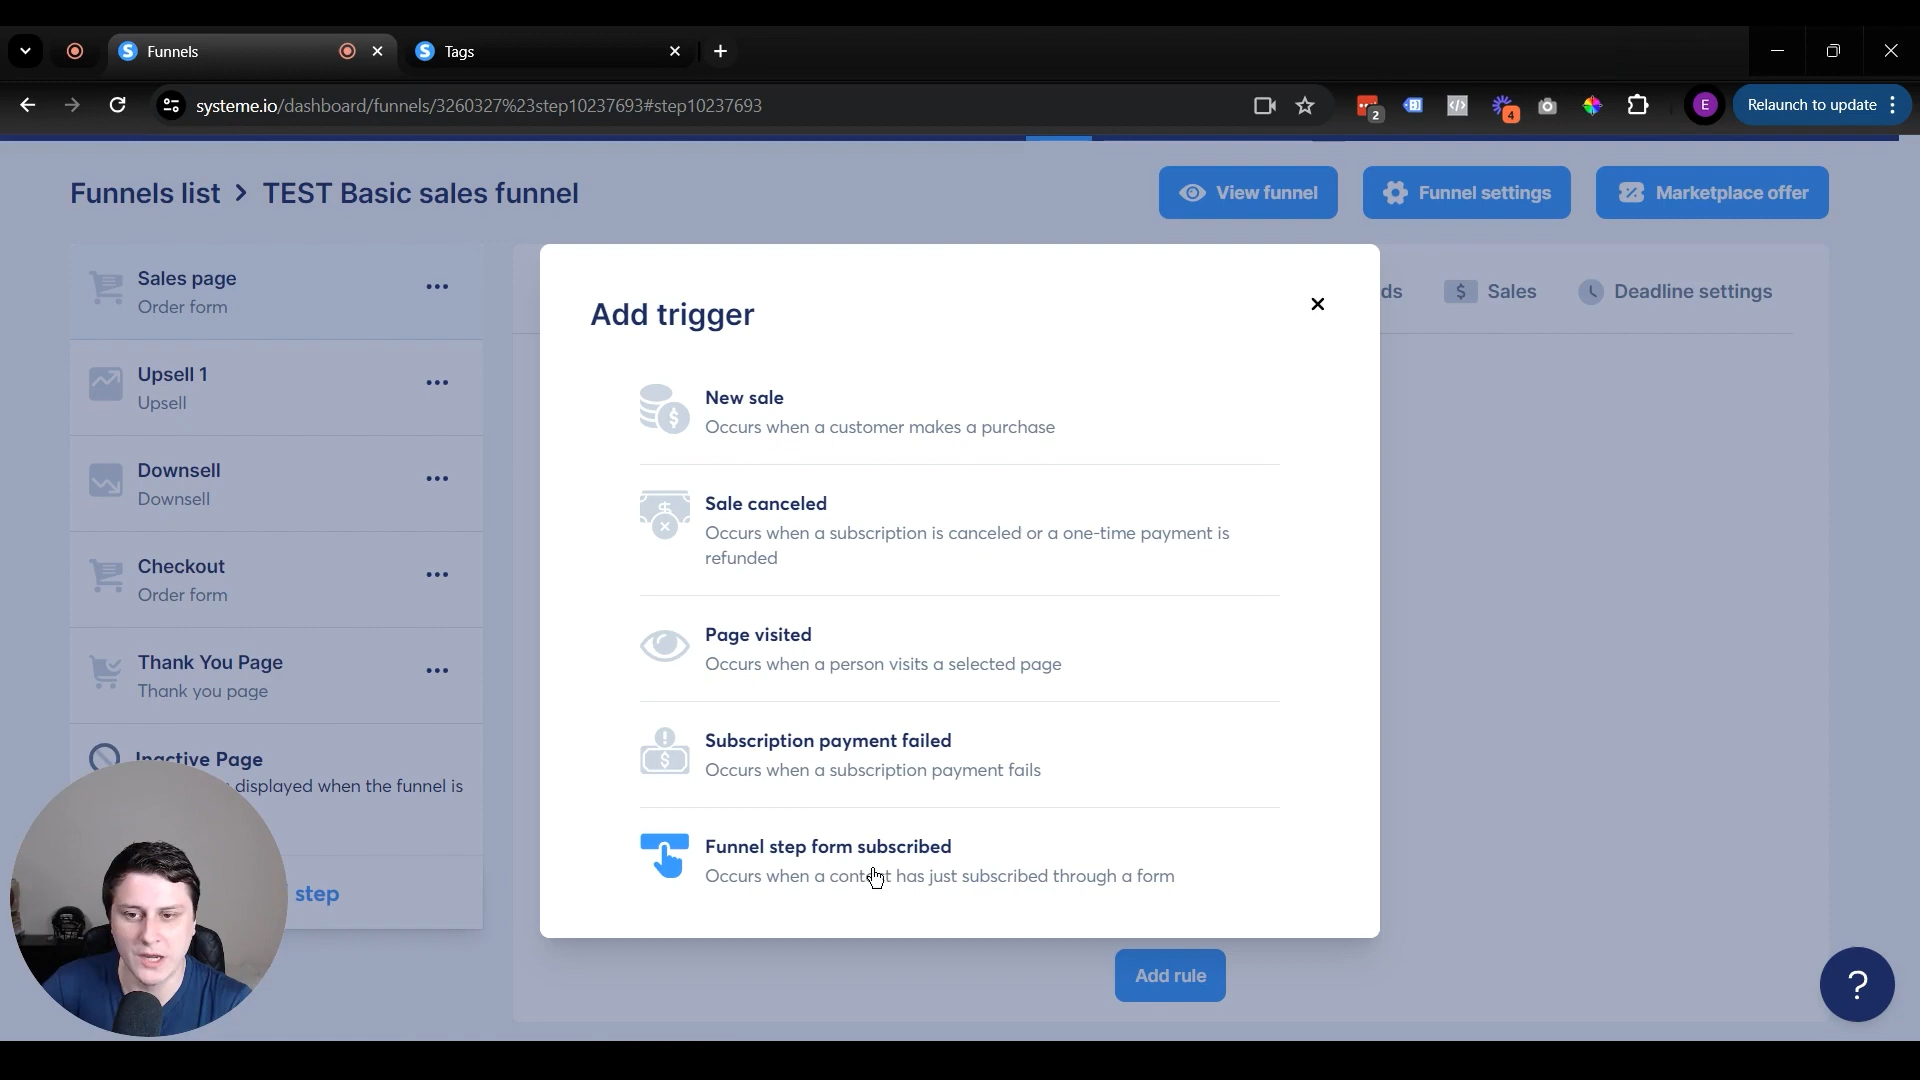 Funnels
Tags
systeme.io/dashboard/funnels/3260327%23step10237693#step10237693
2
4
E
Relaunch to update
Funnels list > TEST Basic sales funnel
View funnel
Funnel settings
Marketplace offer
Sales page
Order form
Upsell 1
Upsell
Downsell
Downsell
Checkout
Order form
Thank You Page
Thank you page
Inactive Page
displayed when the funnel is
step
ds
Sales
Deadline settings
Add trigger
New sale
Occurs when a customer makes a purchase
Sale canceled
Occurs when a subscription is canceled or a one-time payment is
refunded
Page visited
Occurs when a person visits a selected page
Subscription payment failed
Occurs when a subscription payment fails
Funnel step form subscribed
Occurs when a contact has just subscribed through a form
Add rule
?